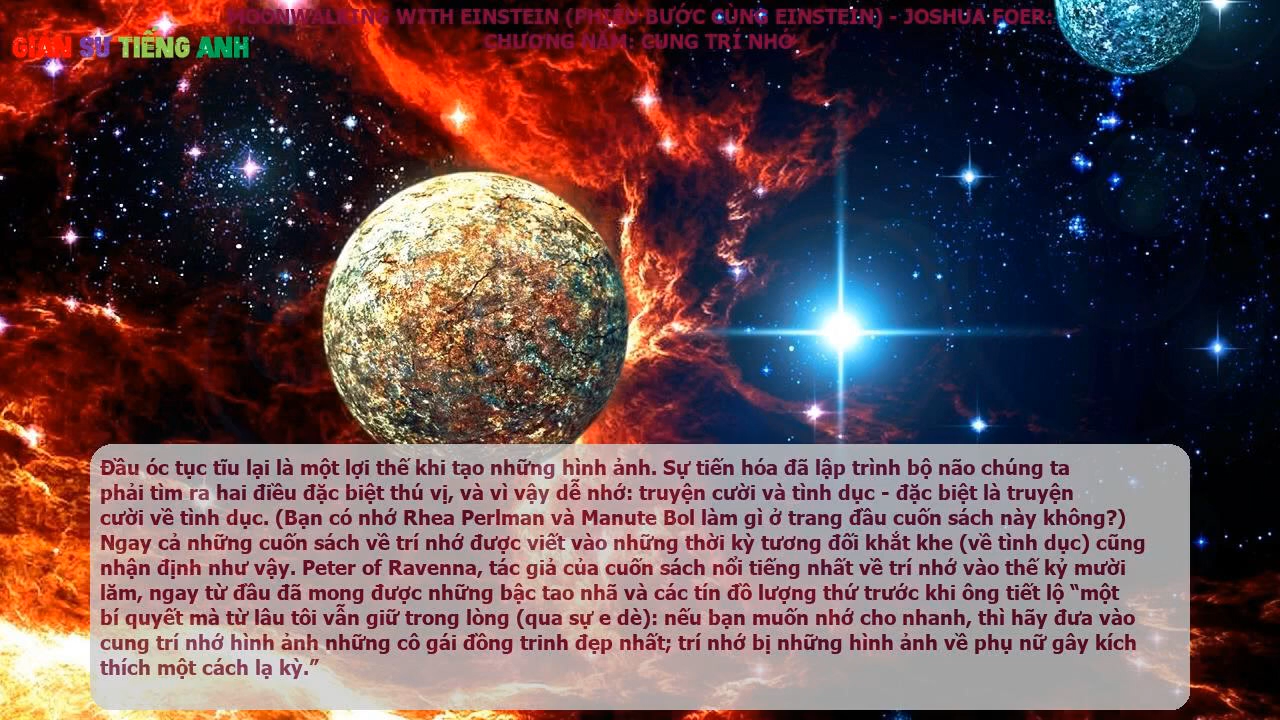 MOONWALKING WITH EINSTEIN (PHIÊU BƯỚC CÙNG EINSTEIN) - JOSHUA FOER:
CHƯƠNG NĂM: CUNG TRÍ NHỚ
GIÁN SƯ TIẾNG ANH
Đầu óc tục tĩu lại là một lợi thế khi tạo những hình ảnh. Sự tiến hóa đã lập trình bộ não chúng ta
phải tìm ra hai điều đặc biệt thú vị, và vì vậy dễ nhớ: truyện cười và tình dục - đặc biệt là truyện
cười về tình dục. (Bạn có nhớ Rhea Perlman và Manute Bol làm gì ở trang đầu cuốn sách này không?)
Ngay cả những cuốn sách về trí nhớ được viết vào những thời kỳ tương đối khắt khe (về tình dục) cũng
nhận định như vậy. Peter of Ravenna, tác giả của cuốn sách nổi tiếng nhất về trí nhớ vào thế kỷ mười
lăm, ngay từ đầu đã mong được những bậc tao nhã và các tín đồ lượng thứ trước khi ông tiết lộ “một
bí quyết mà từ lâu tôi vẫn giữ trong lòng (qua sự e dè): nếu bạn muốn nhớ cho nhanh, thì hãy đưa vào
cung trí nhớ hình ảnh những cô gái đồng trinh đẹp nhất; trí nhớ bị những hình ảnh về phụ nữ gây kích
thích một cách lạ kỳ.”